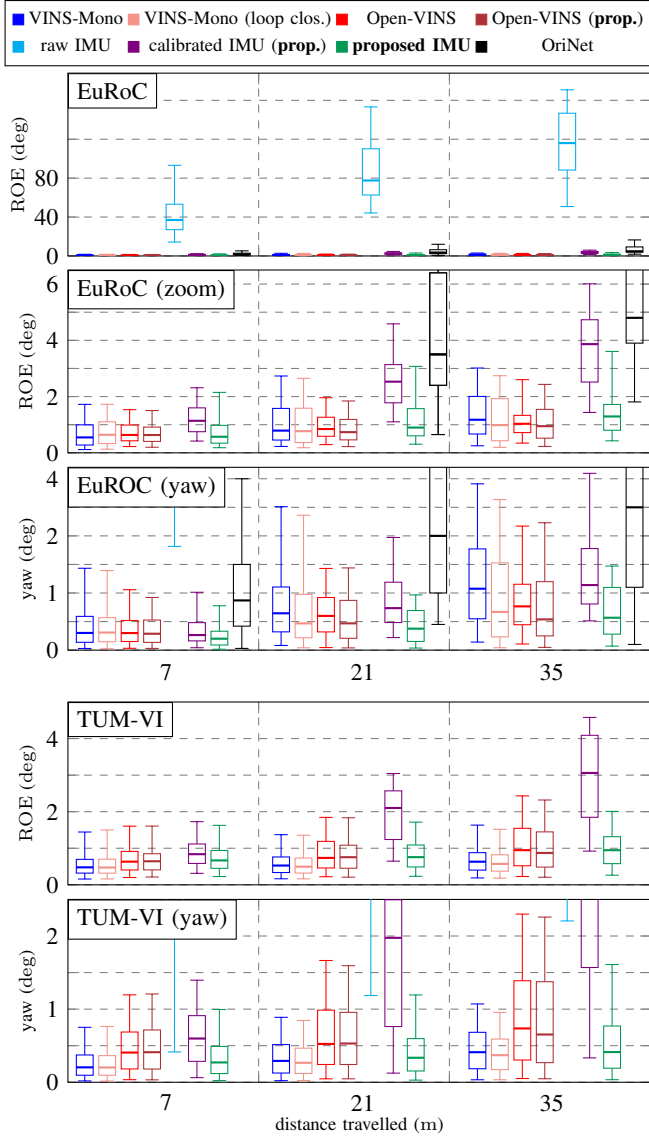 VINS-Mono VINS-Mono (loop clos.) Open-VINS Open-VINS (prop.)
raw IMU calibrated IMU (prop.) proposed IMU OriNet
EuRoC
ROE (deg)
80
40
0
EuRoC (zoom)
ROE (deg)
6
4
2
0
EuROC (yaw)
yaw (deg)
4
2
1
0
7 21 35
TUM-VI
ROE (deg)
4
2
0
TUM-VI (yaw)
yaw (deg)
2
1
0
7 21 35
distance travelled (m)